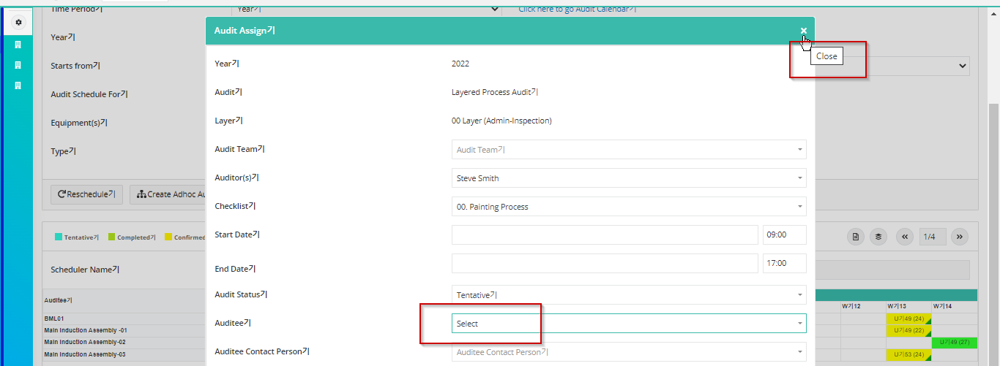 Time Period기 Year기 Click here to go Audit Calendar기
Audit Assign기 ×
Close
Year기
Year기 2022
Starts from기
Audit Schedule For기
Audit기 Layered Process Audit기
Equipment(s)기
Layer기 00 Layer (Admin-Inspection)
Type기
Audit Team기 Audit Team기
Auditor(s)기 Steve Smith
Reschedule기 Create Adhoc Au
Checklist기 00. Painting Process
Start Date기 09:00
Tentative기 Completed기 Confirmed 1/4
End Date기 17:00
Scheduler Name기
Audit Status기 Tentative기
Auditee기
W기12 W기13 W기14
Auditee기 Select
BML01 U기49 (24)
Main Induction Assembly -01 U기49 (22)
Main Induction Assembly-02 U기49 (27)
Main Induction Assembly-03 U기53 (24)
Auditee Contact Person기 Auditee Contact Person기